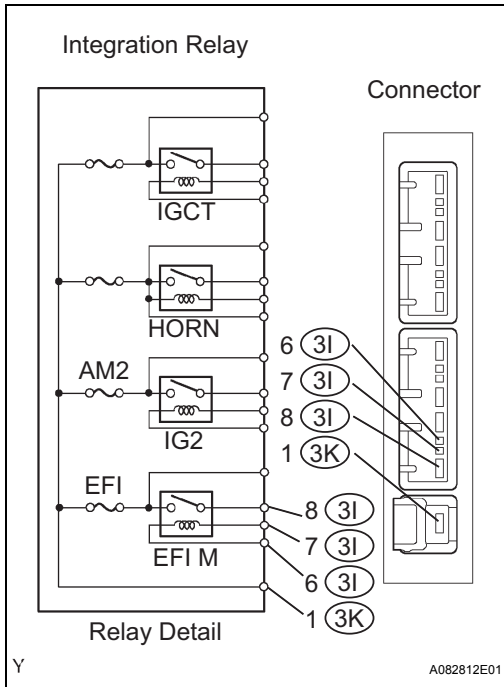 Integration Relay
Connector
IGCT
HORN
AM2
IG2
EFI
EFI M
6 3I
7 3I
8 3I
1 3K
8 3I
7 3I
6 3I
1 3K
Relay Detail
Y
A082812E01